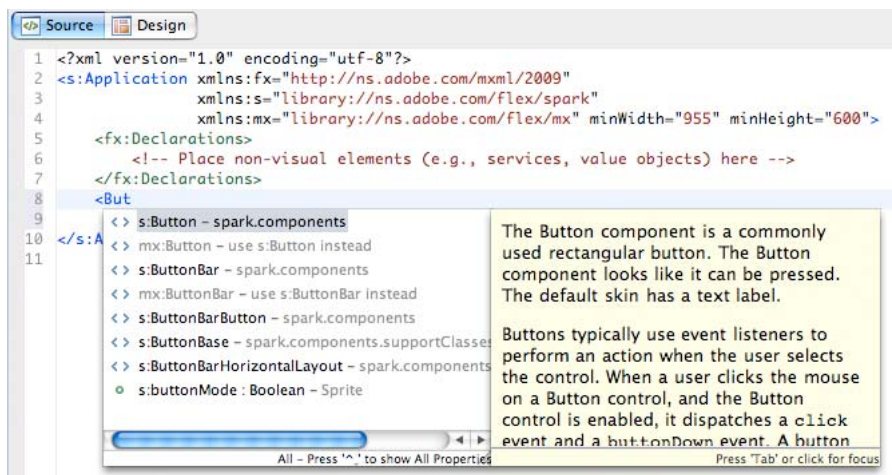 Source Design
1 <?xml version="1.0" encoding="utf-8"?>
2 <s:Application xmlns:fx="http://ns.adobe.com/mxml/2009"
3 xmlns:s="library://ns.adobe.com/flex/spark"
4 xmlns:mx="library://ns.adobe.com/flex/mx" minWidth="955" minHeight="600">
5 <fx:Declarations>
6 <!-- Place non-visual elements (e.g., services, value objects) here -->
7 </fx:Declarations>
8 <But
9
10 </s:A
11
s:Button – spark.components
mx:Button – use s:Button instead
s:ButtonBar – spark.components
mx:ButtonBar – use s:ButtonBar instead
s:ButtonBarButton – spark.components
s:ButtonBase – spark.components.supportClasses
s:ButtonBarHorizontalLayout – spark.components
s:buttonMode : Boolean – Sprite
All – Press '^ ' to show All Properties
The Button component is a commonly
used rectangular button. The Button
component looks like it can be pressed.
The default skin has a text label.
Buttons typically use event listeners to
perform an action when the user selects
the control. When a user clicks the mouse
on a Button control, and the Button
control is enabled, it dispatches a click
event and a buttonDown event. A button
Press 'Tab' or click for focus